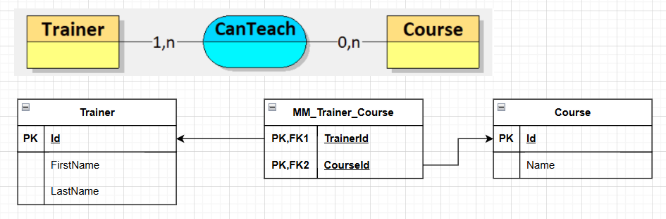 Trainer 1,n CanTeach 0,n Course
Trainer MM_Trainer_Course Course
PK Id PK,FK1 TrainerId PK Id
FirstName PK,FK2 CourseId Name
LastName